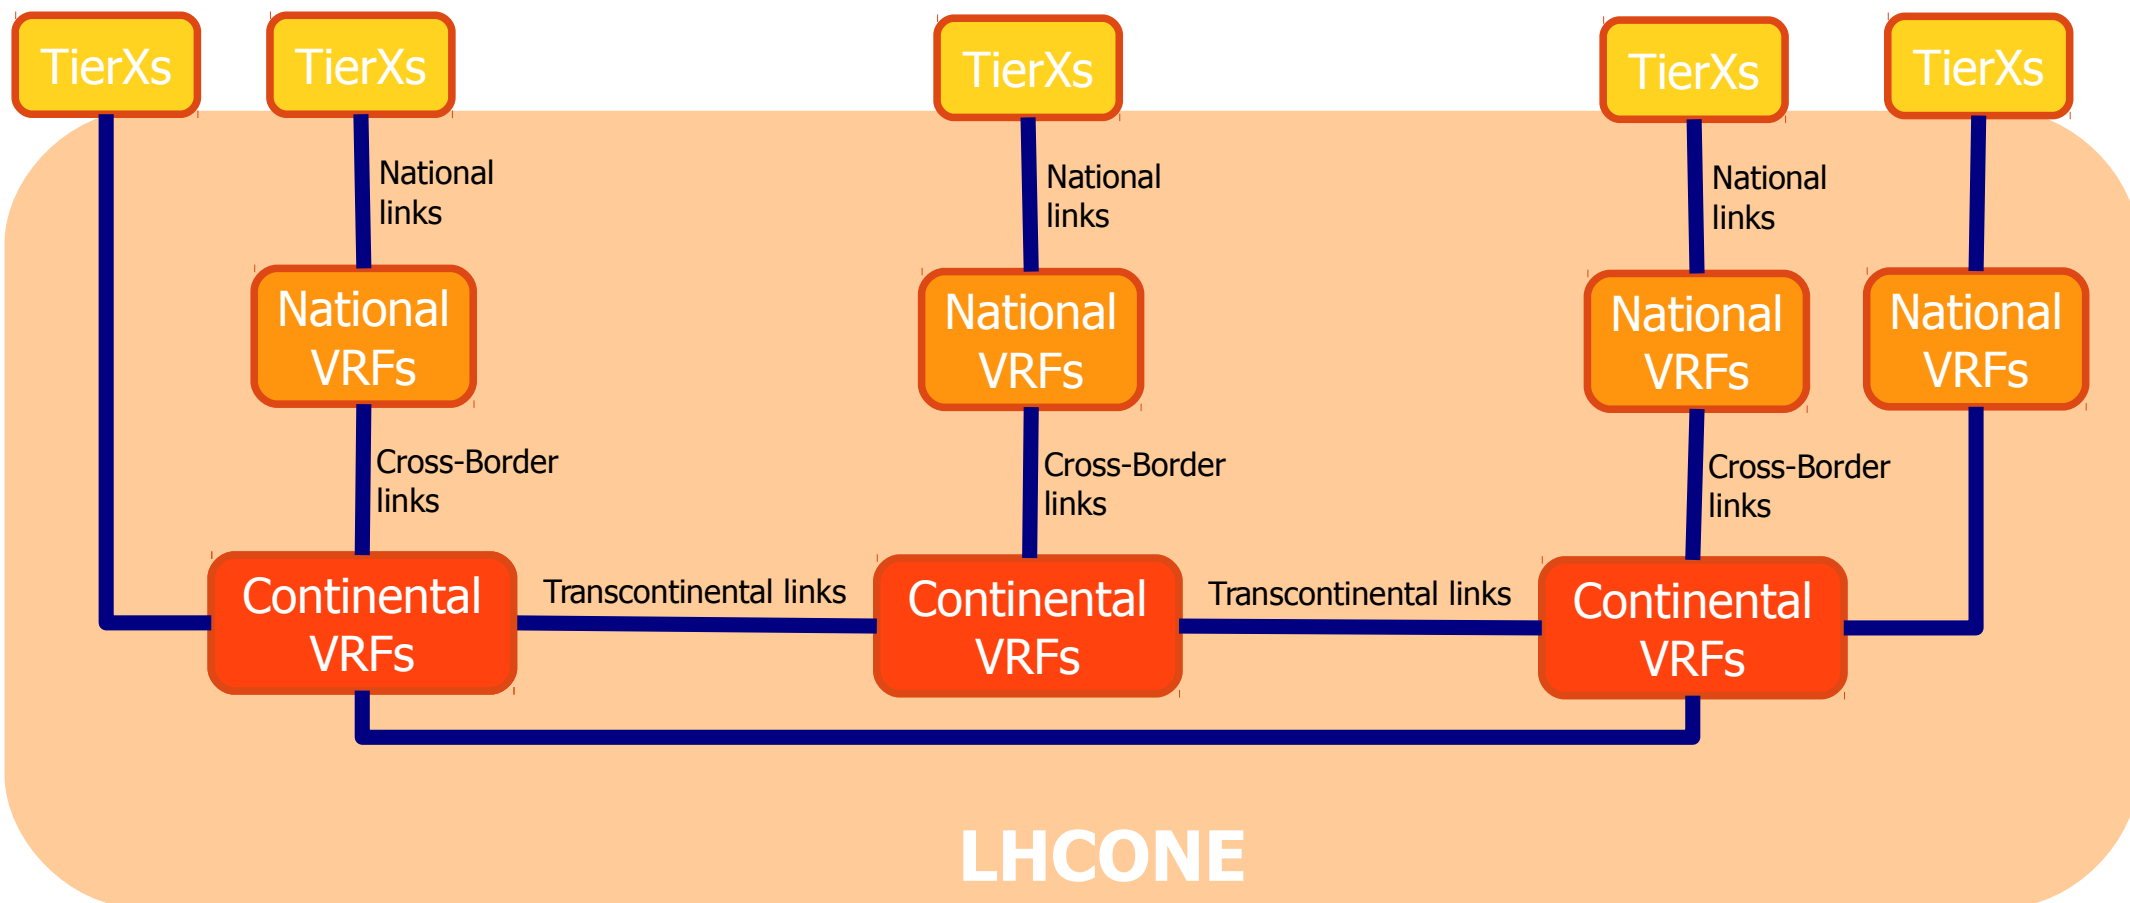 TierXs
TierXs
TierXs
TierXs
TierXs
National
links
National
links
National
links
National
VRFs
National
VRFs
National
VRFs
National
VRFs
Cross-Border
links
Cross-Border
links
Cross-Border
links
Continental
VRFs
Transcontinental links
Continental
VRFs
Transcontinental links
Continental
VRFs
LHCONE